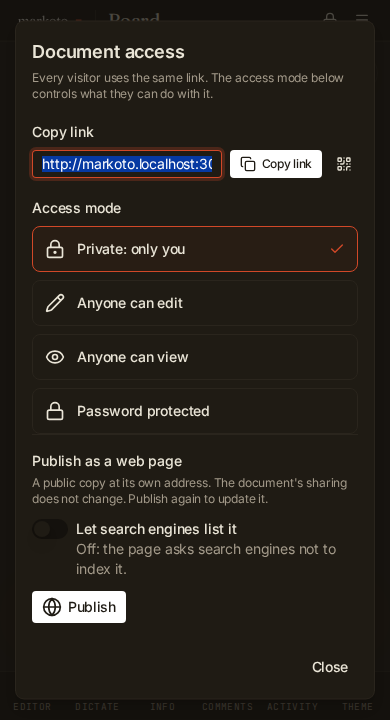 markoto
Board
Document access
Every visitor uses the same link. The access mode below
controls what they can do with it.
Copy link
http://markoto.localhost:30
Copy link
Access mode
Private: only you
Anyone can edit
Anyone can view
Password protected
Publish as a web page
A public copy at its own address. The document's sharing
does not change. Publish again to update it.
Let search engines list it
Off: the page asks search engines not to
index it.
Publish
Close
EDITOR DICTATE INFO COMMENTS ACTIVITY THEME